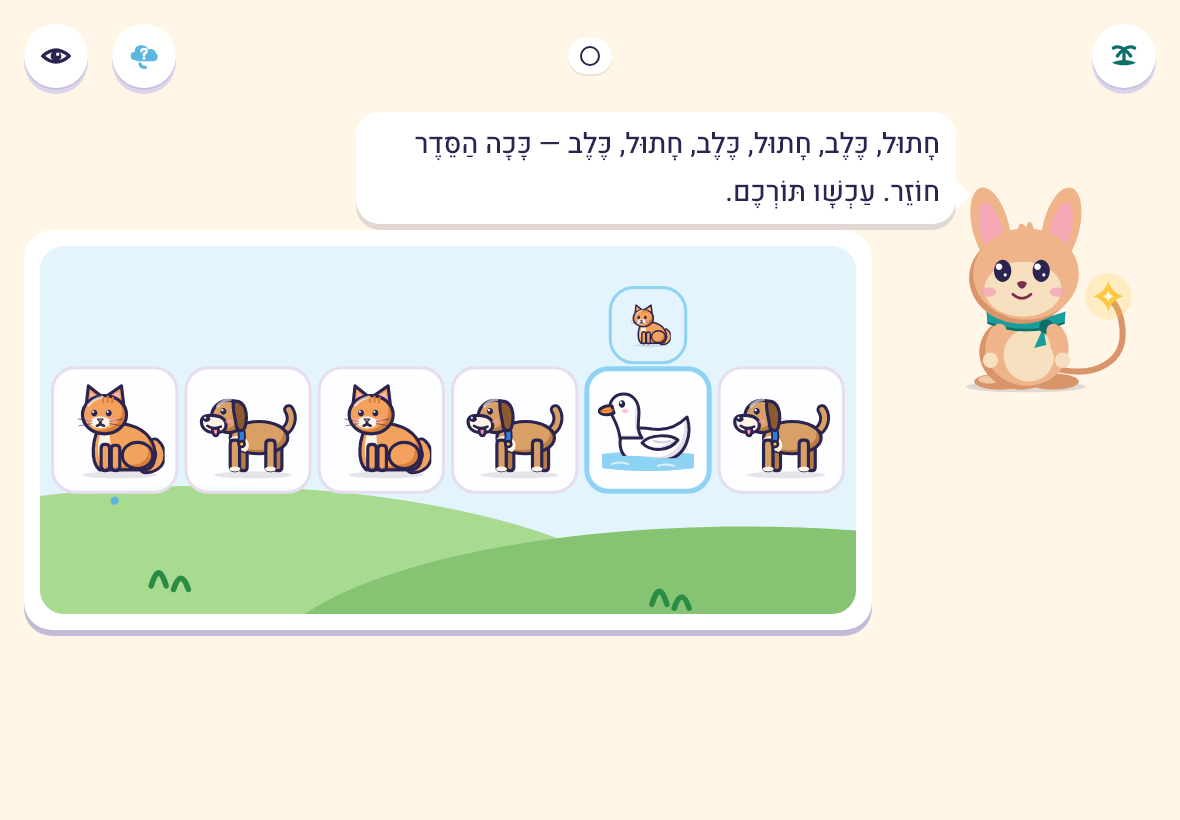 חָתוּל, כֶּלֶב, חָתוּל, כֶּלֶב, חָתוּל, כֶּלֶב – כָּכָה הַסֵּדֶר
חוֹזֵר. עַכְשָׁו תּוֹרְכֶם.
?